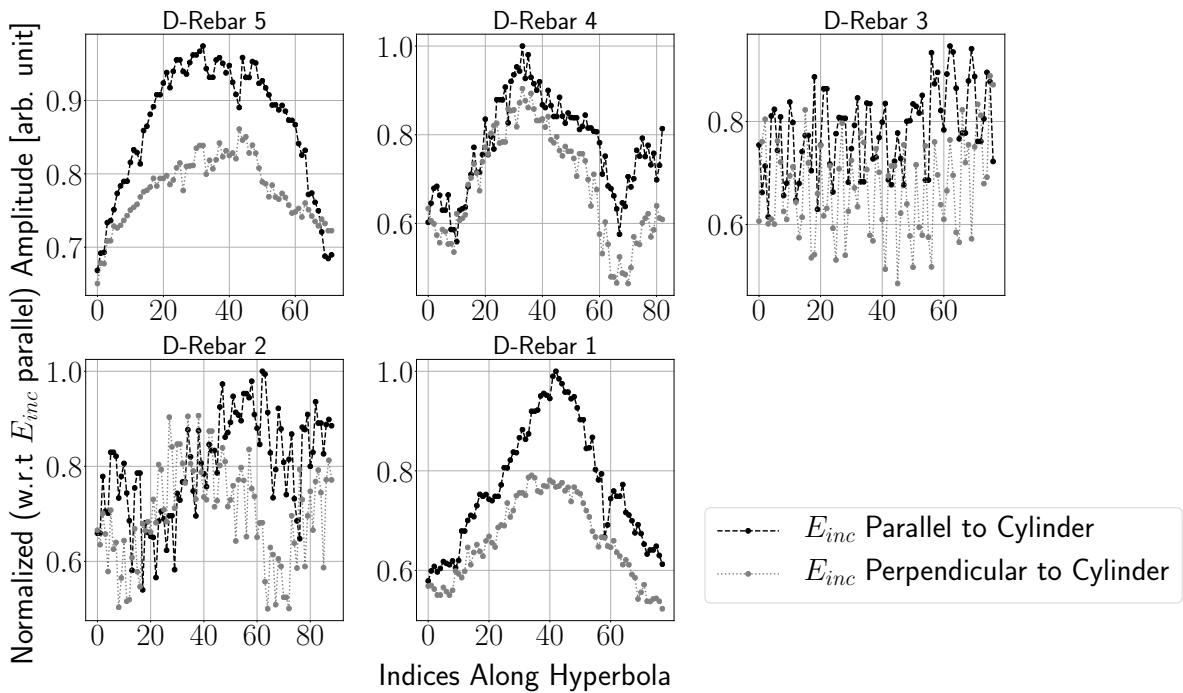 Normalized (w.r.t E_inc parallel) Amplitude [arb. unit]
D-Rebar 5
0.9
0.8
0.7
0 20 40 60
D-Rebar 4
1.0
0.8
0.6
0 20 40 60 80
D-Rebar 3
0.8
0.6
0 20 40 60
D-Rebar 2
1.0
0.8
0.6
0 20 40 60 80
D-Rebar 1
1.0
0.8
0.6
0 20 40 60
E_inc Parallel to Cylinder
E_inc Perpendicular to Cylinder
Indices Along Hyperbola